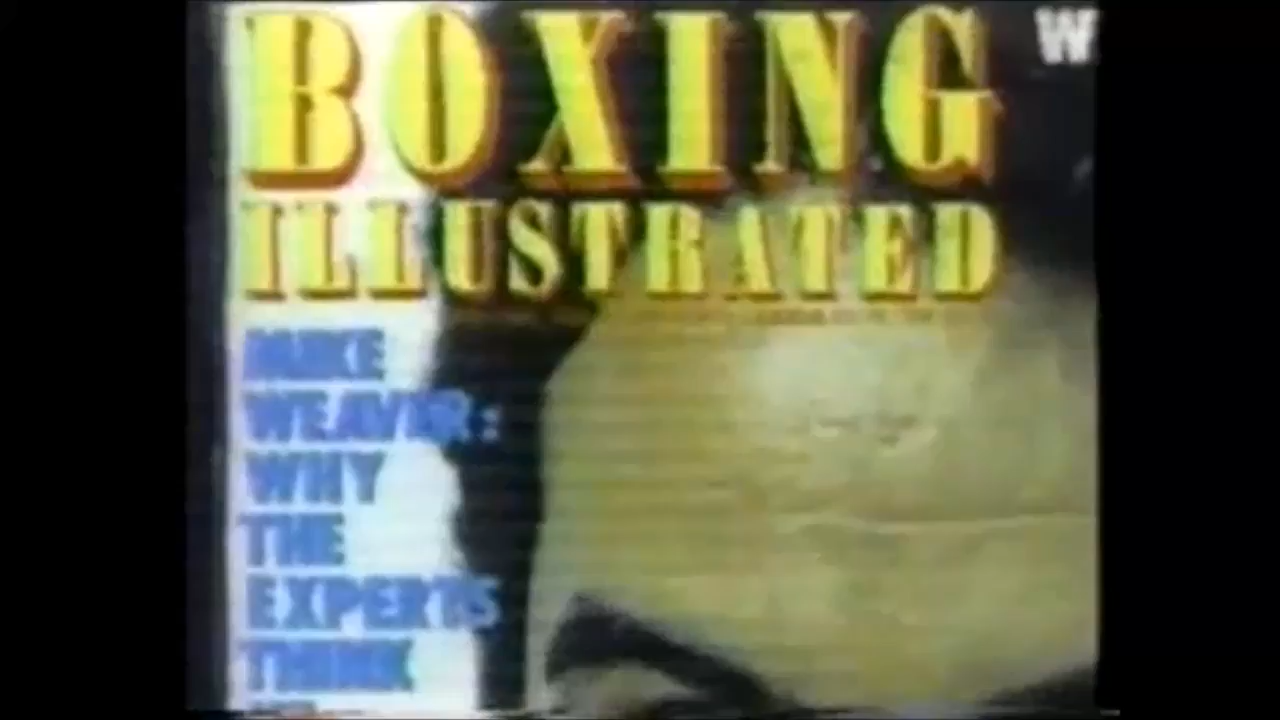 BOXING
W
ILLUSTRATED
MIKE
WEAVER:
WHY
THE
EXPERTS
THINK